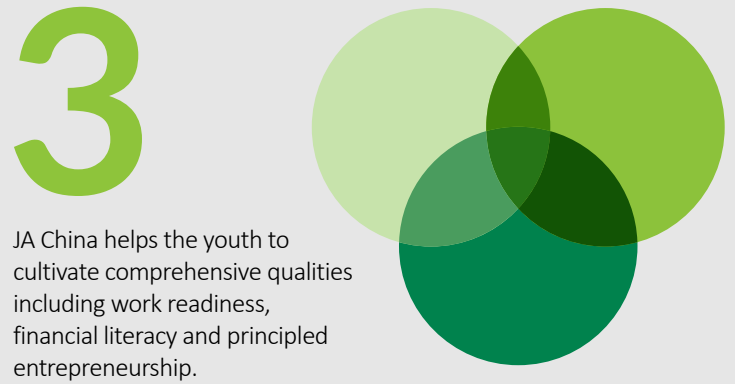 3
JA China helps the youth to
cultivate comprehensive qualities
including work readiness,
financial literacy and principled
entrepreneurship.